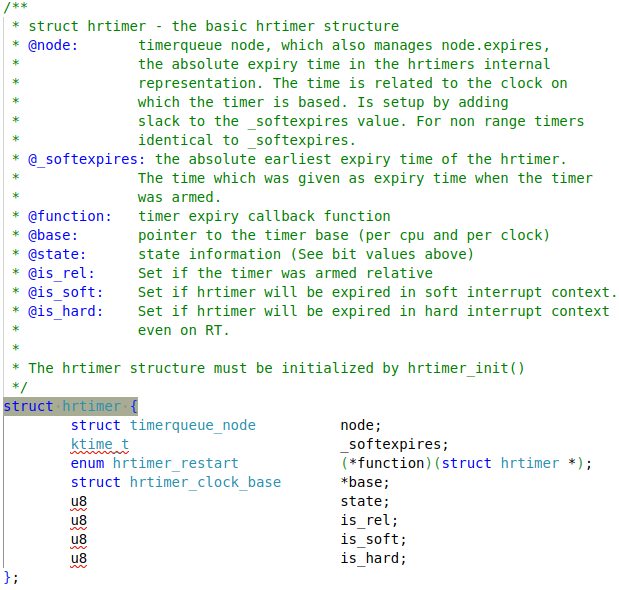 /**
 * struct hrtimer - the basic hrtimer structure
 * @node:       timerqueue node, which also manages node.expires,
 *              the absolute expiry time in the hrtimers internal
 *              representation. The time is related to the clock on
 *              which the timer is based. Is setup by adding
 *              slack to the _softexpires value. For non range timers
 *              identical to _softexpires.
 * @_softexpires: the absolute earliest expiry time of the hrtimer.
 *              The time which was given as expiry time when the timer
 *              was armed.
 * @function:   timer expiry callback function
 * @base:       pointer to the timer base (per cpu and per clock)
 * @state:      state information (See bit values above)
 * @is_rel:     Set if the timer was armed relative
 * @is_soft:    Set if hrtimer will be expired in soft interrupt context.
 * @is_hard:    Set if hrtimer will be expired in hard interrupt context
 *              even on RT.
 *
 * The hrtimer structure must be initialized by hrtimer_init()
 */
struct hrtimer {
        struct timerqueue_node          node;
        ktime_t                         _softexpires;
        enum hrtimer_restart            (*function)(struct hrtimer *);
        struct hrtimer_clock_base       *base;
        u8                              state;
        u8                              is_rel;
        u8                              is_soft;
        u8                              is_hard;
};